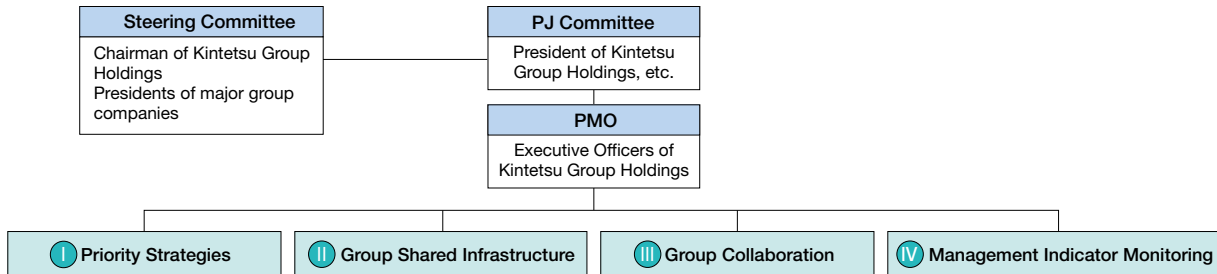 Steering Committee
Chairman of Kintetsu Group
Holdings
Presidents of major group
companies
PJ Committee
President of Kintetsu
Group Holdings, etc.
PMO
Executive Officers of
Kintetsu Group Holdings
I Priority Strategies
II Group Shared Infrastructure
III Group Collaboration
IV Management Indicator Monitoring